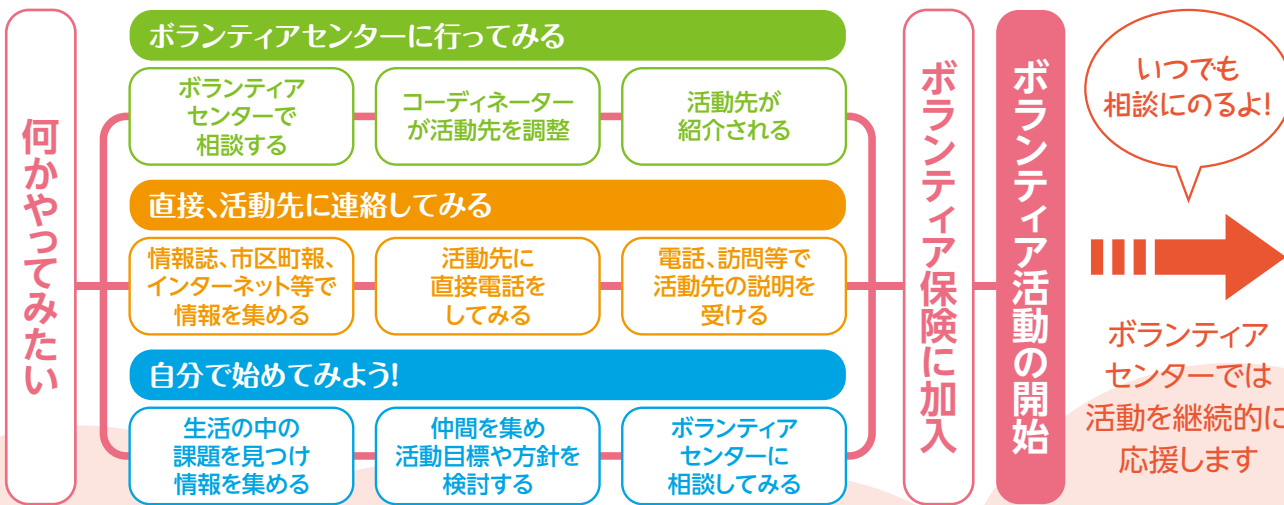 何かやってみたい
ボランティアセンターに行ってみる
ボランティア
センターで
相談する
コーディネーター
が活動先を調整
活動先が
紹介される
直接、活動先に連絡してみる
情報誌、市区町報、
インターネット等で
情報を集める
活動先に
直接電話を
してみる
電話、訪問等で
活動先の説明を
受ける
自分で始めてみよう!
生活の中の
課題を見つけ
情報を集める
仲間を集め
活動目標や方針を
検討する
ボランティア
センターに
相談してみる
ボランティア保険に加入
ボランティア活動の開始
いつでも
相談にのるよ!
ボランティア
センターでは
活動を継続的に
応援します